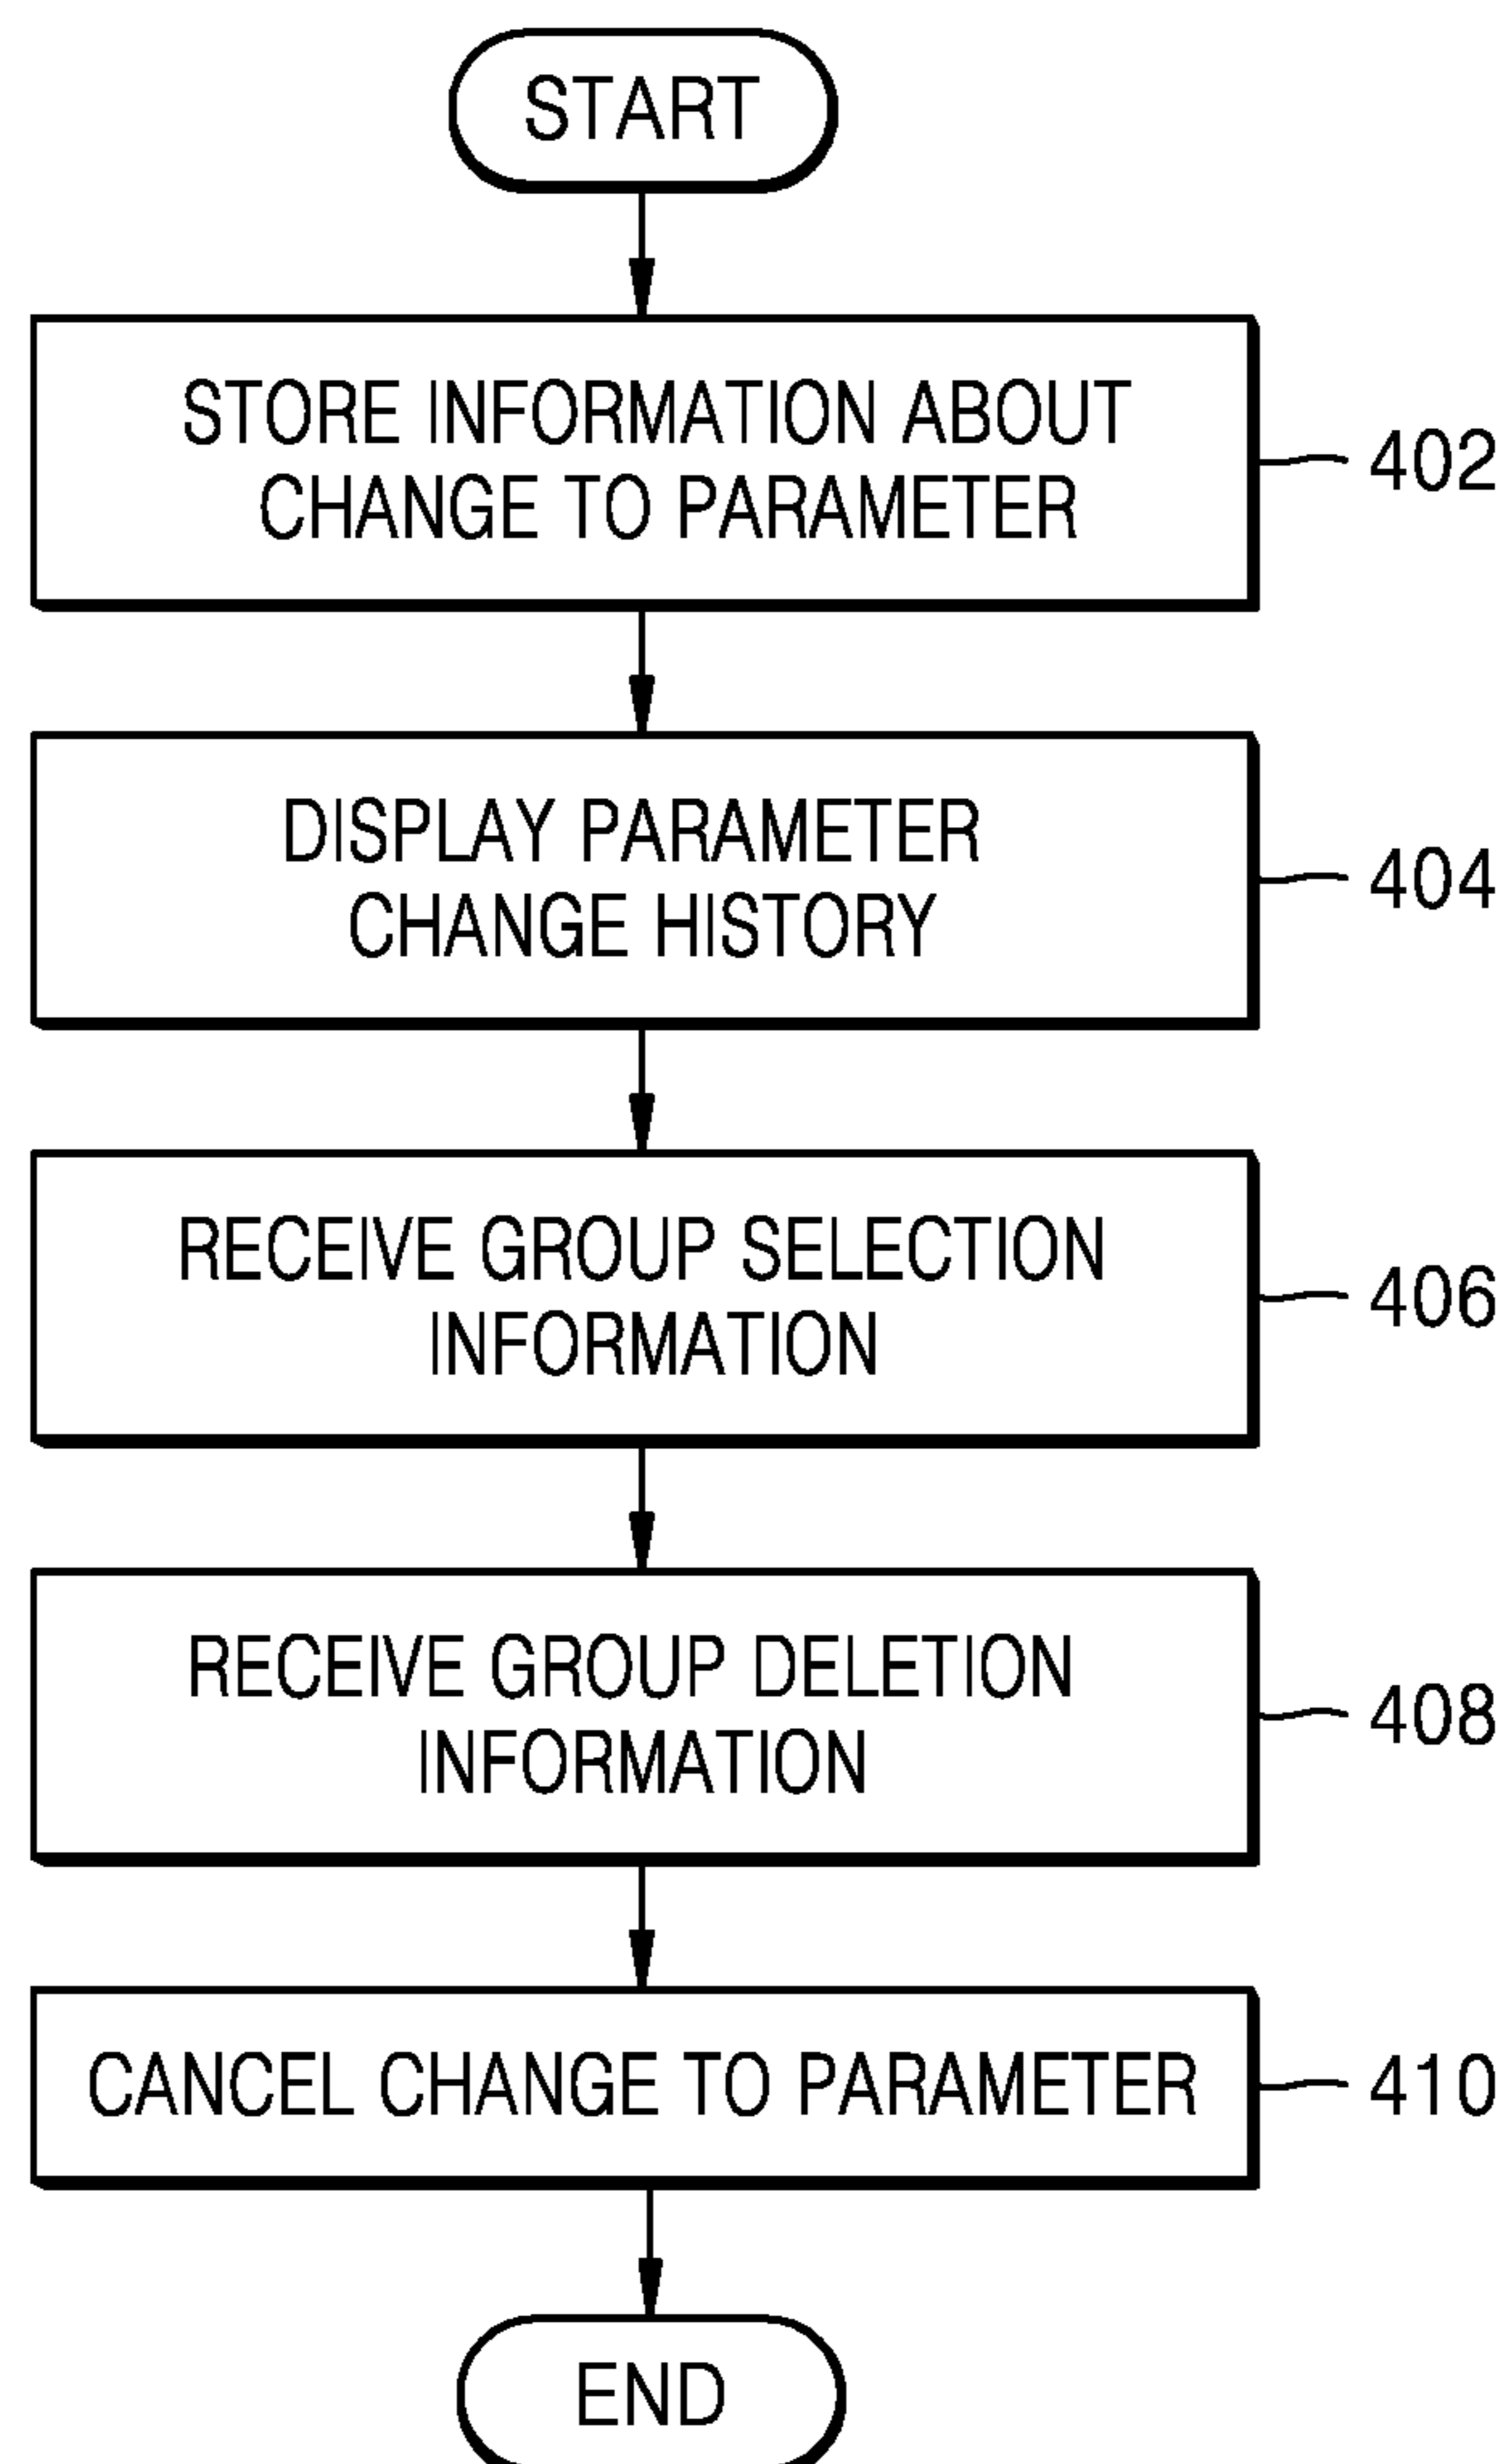 START
STORE INFORMATION ABOUT
CHANGE TO PARAMETER
402
DISPLAY PARAMETER
CHANGE HISTORY
404
RECEIVE GROUP SELECTION
INFORMATION
406
RECEIVE GROUP DELETION
INFORMATION
408
CANCEL CHANGE TO PARAMETER
410
END